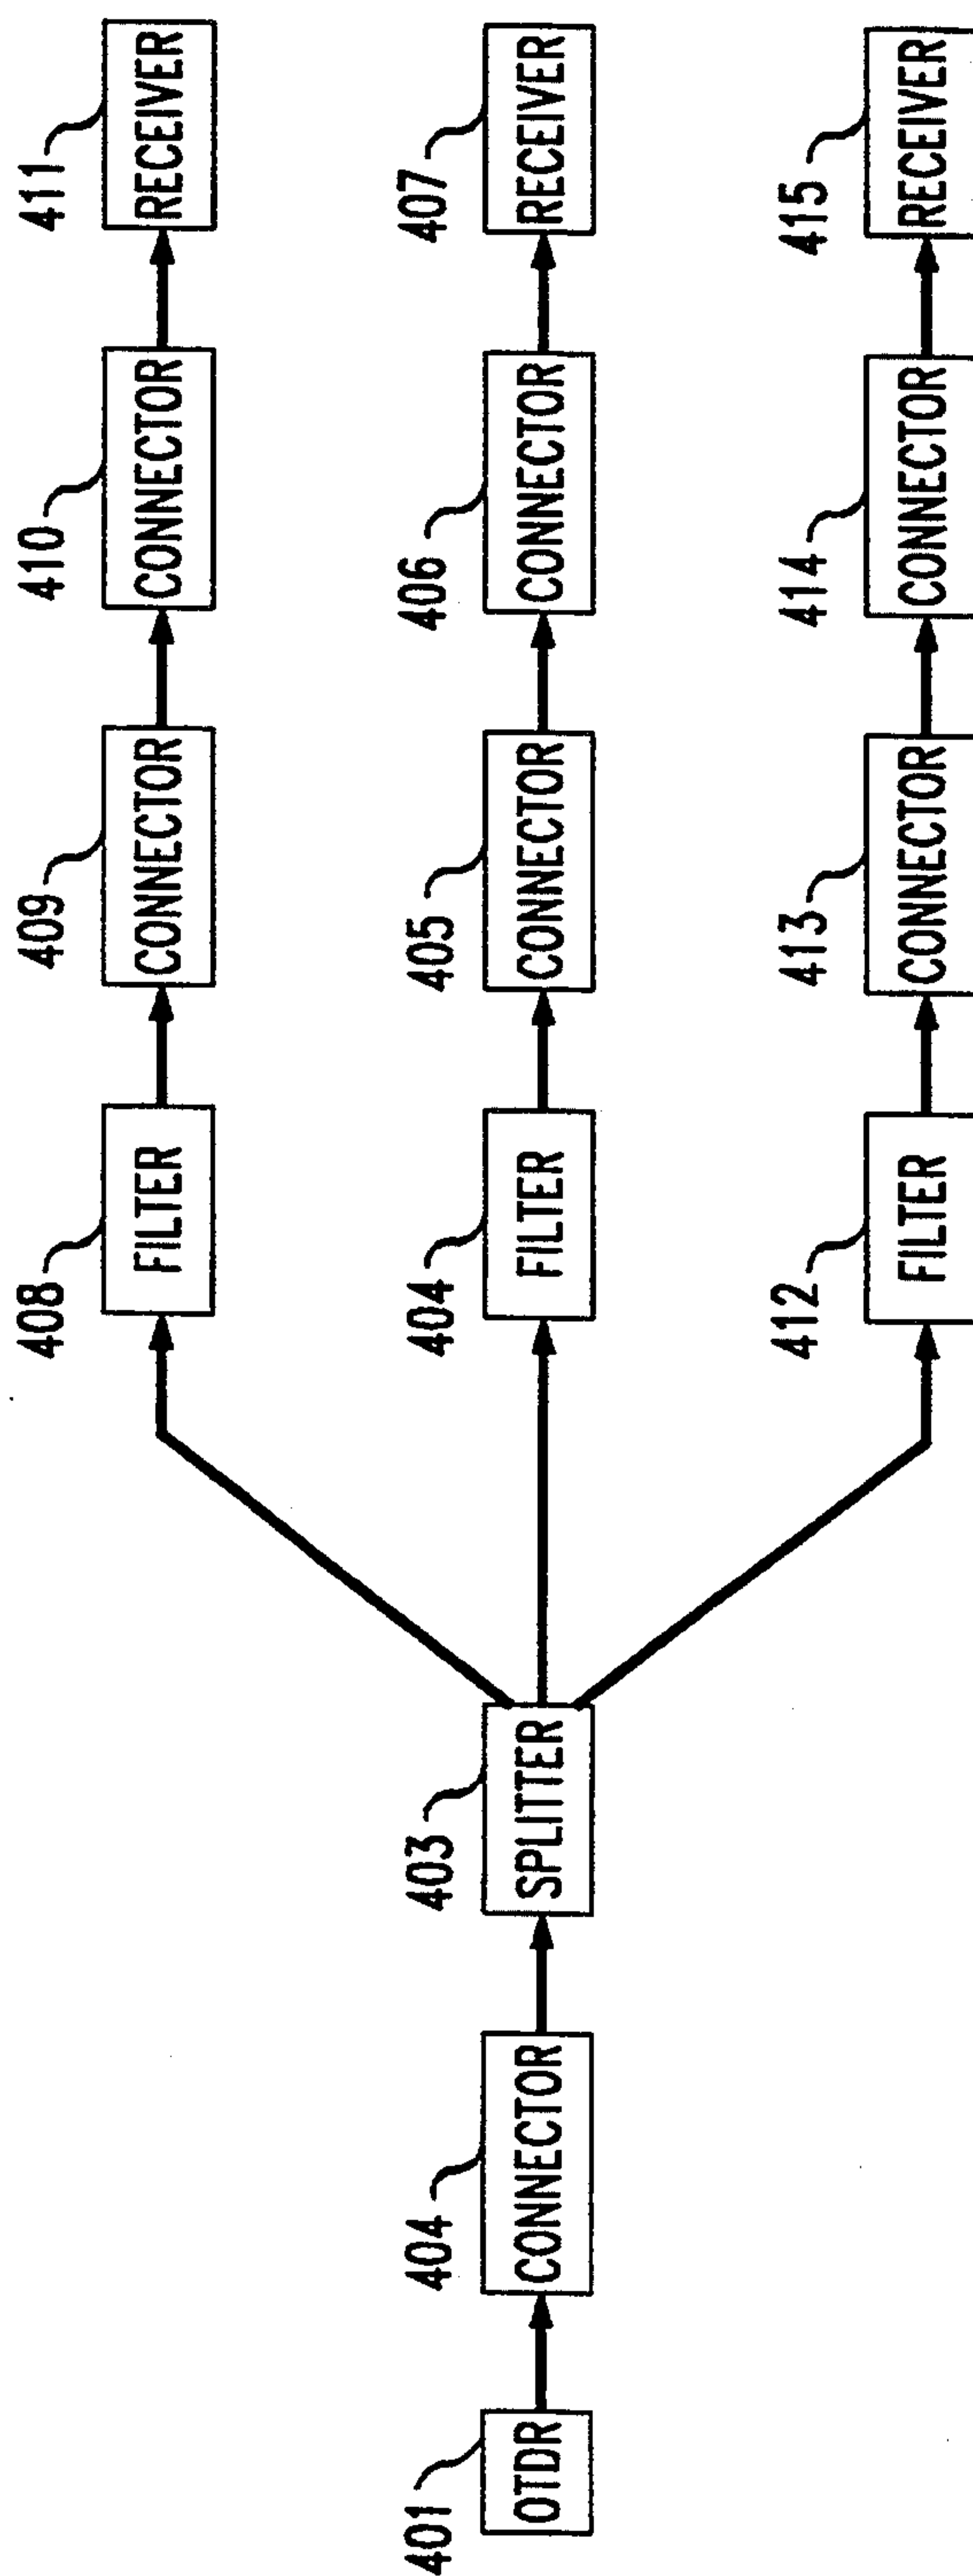 401
OTDR
404
CONNECTOR
403
SPLITTER
408
FILTER
409
CONNECTOR
410
CONNECTOR
411
RECEIVER
404
FILTER
405
CONNECTOR
406
CONNECTOR
407
RECEIVER
412
FILTER
413
CONNECTOR
414
CONNECTOR
415
RECEIVER